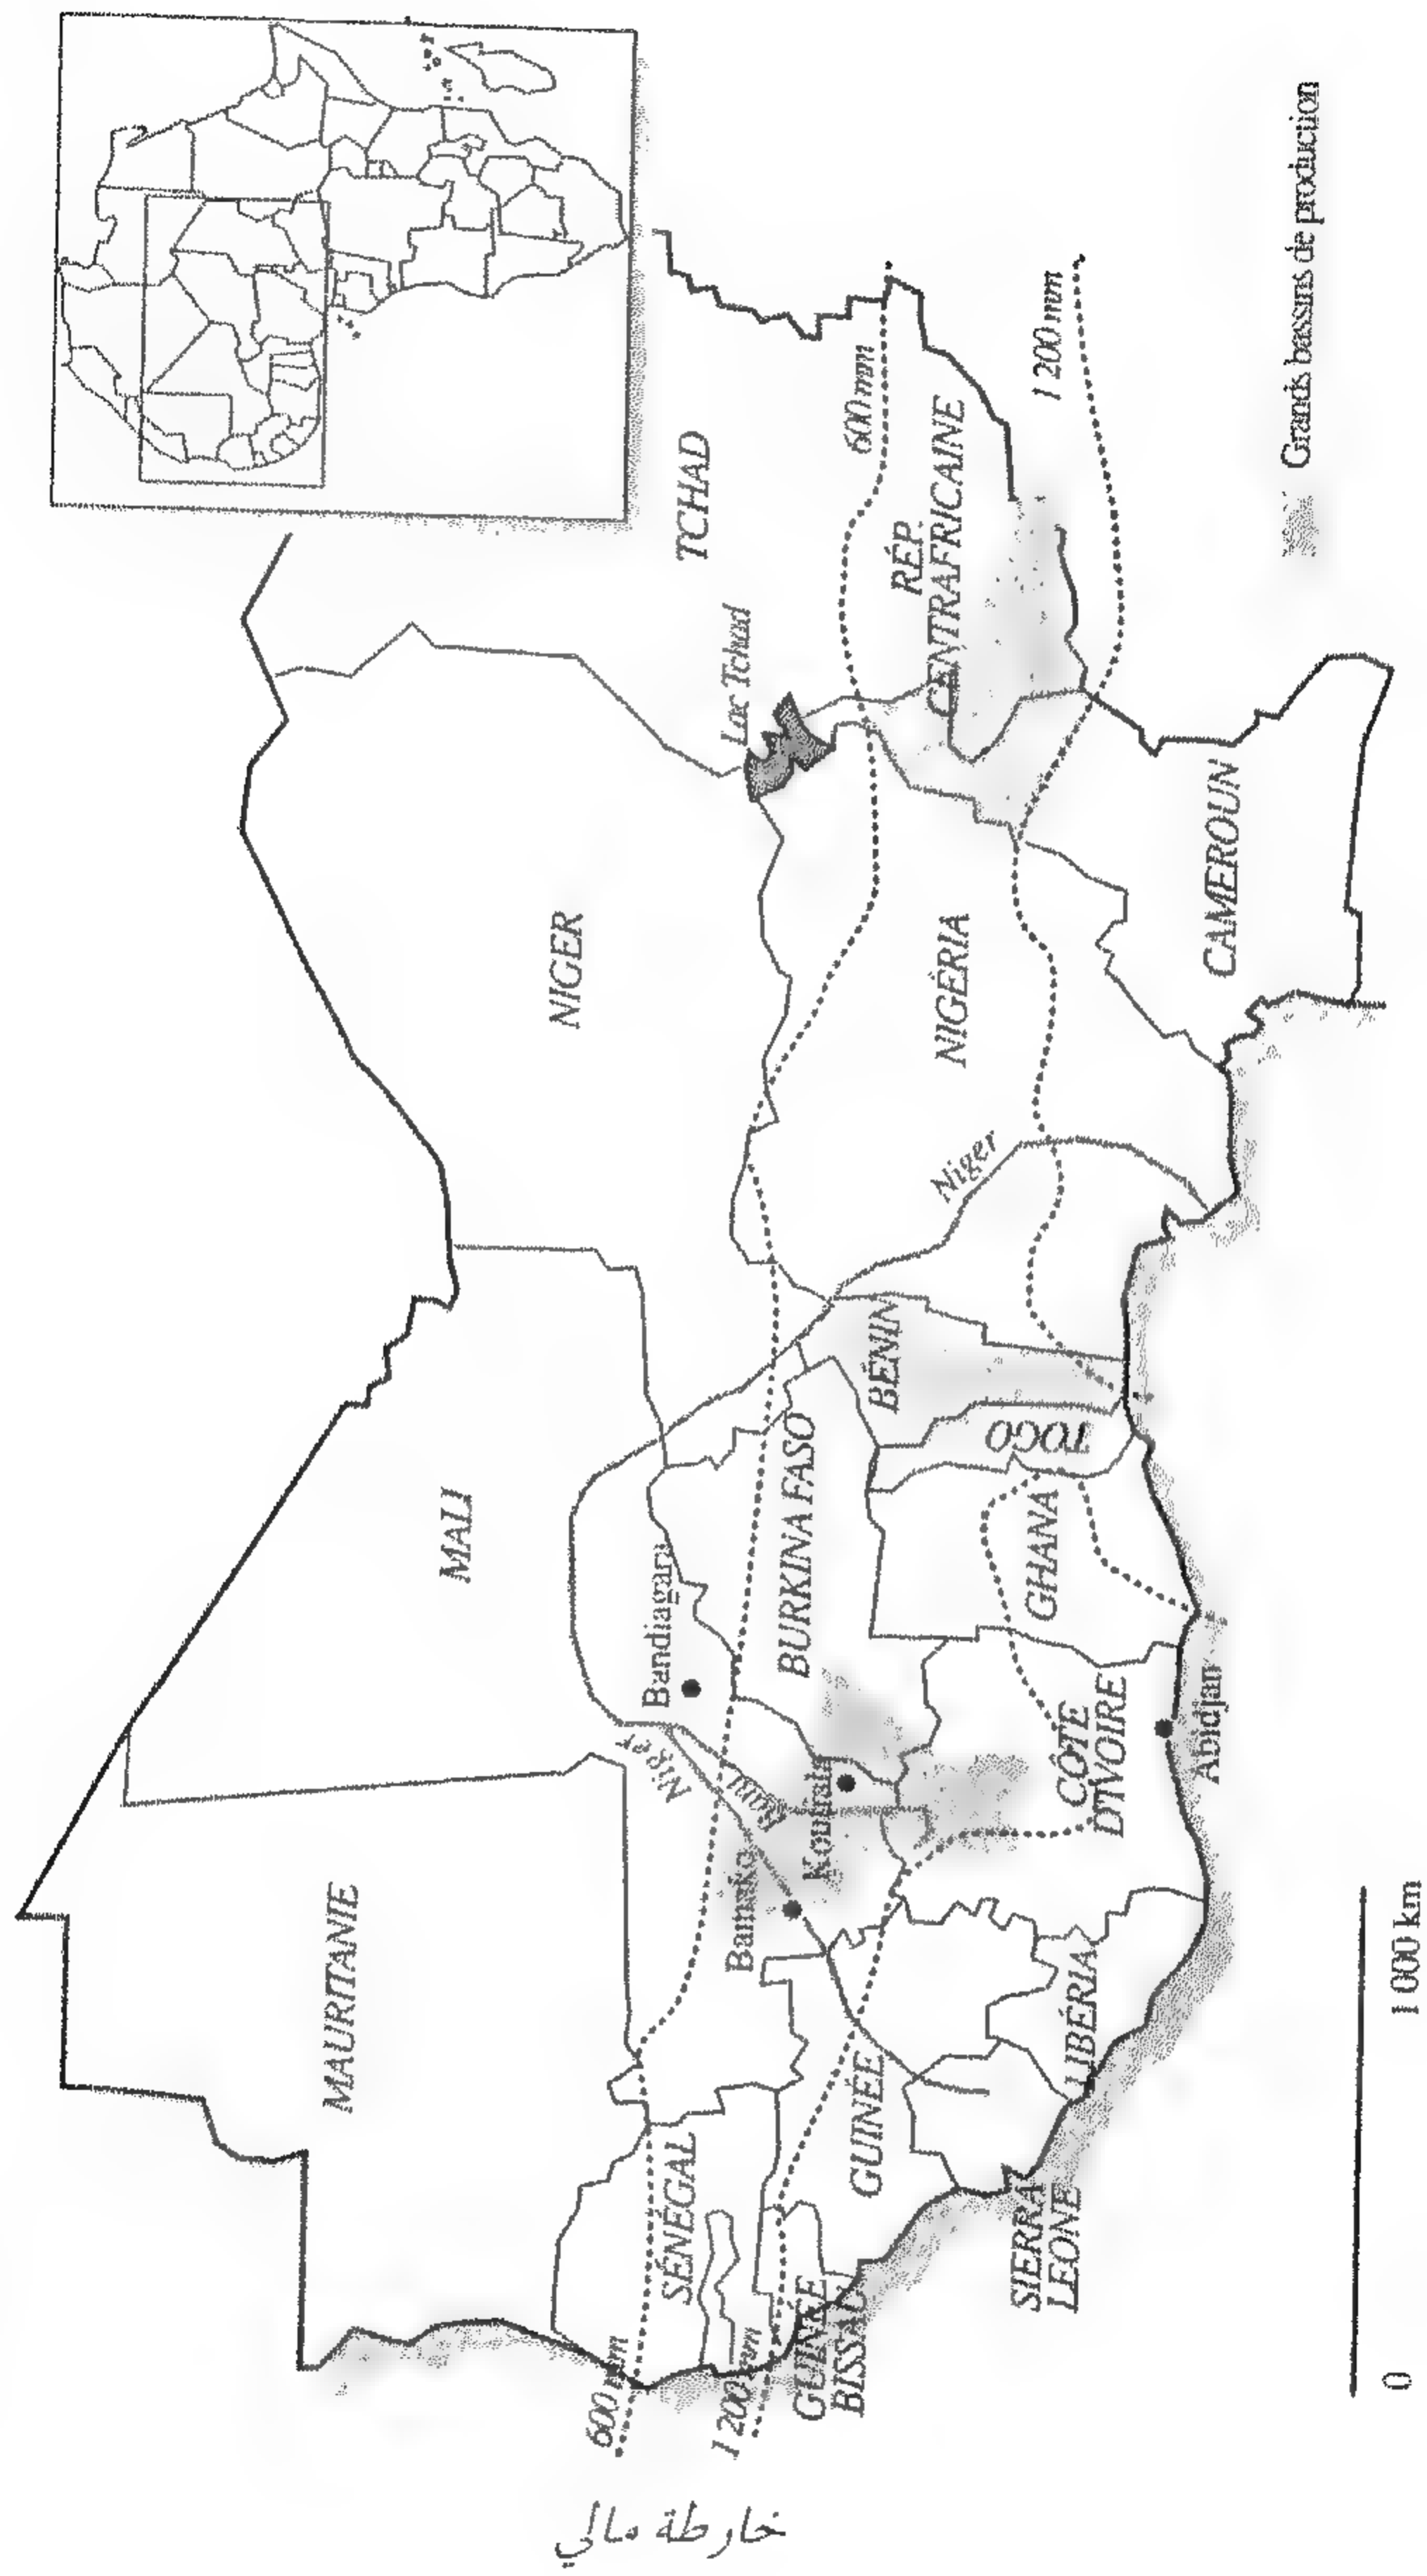 خارطة مالي
MAURITANIE
MALI
NIGER
TCHAD
Lac Tchad
600 mm
1 200 mm
600 mm
1 200 mm
SÉNÉGAL
GUINÉE
BISSAU
GUINÉE
SIERRA
LEONE
LIBÉRIA
CÔTE
D'IVOIRE
Abidjan
Bamako
Koutiala
Niger
Bani
Bandiagara
BURKINA FASO
GHANA
TOGO
BÉNIN
Niger
NIGÉRIA
CAMEROUN
RÉP.
CENTRAFRICAINE
0
1 000 km
Grands bassins de production